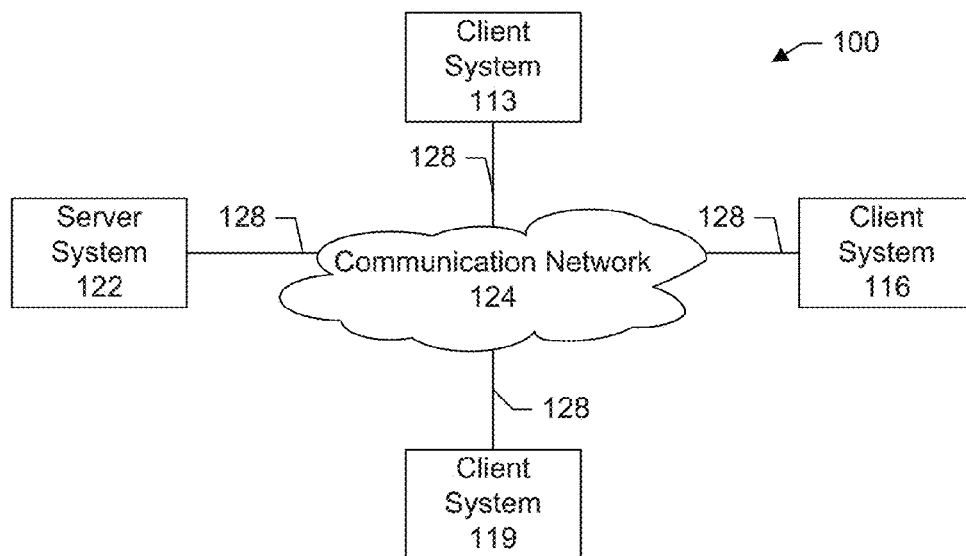 Client
System
113
100
128
Server
System
122
128
128
Client
System
116
Communication Network
124
128
Client
System
119